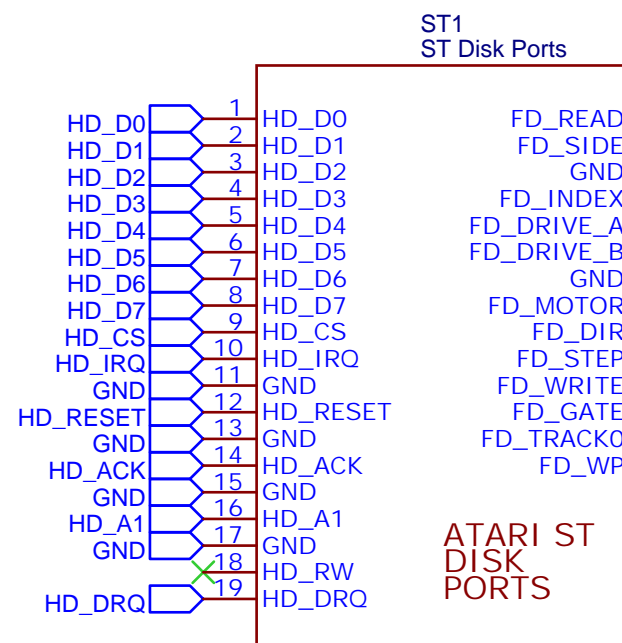 ST1
ST Disk Ports
HD_D0 1 HD_D0 FD_READ
HD_D1 2 HD_D1 FD_SIDE
HD_D2 3 HD_D2 GND
HD_D3 4 HD_D3 FD_INDEX
HD_D4 5 HD_D4 FD_DRIVE_A
HD_D5 6 HD_D5 FD_DRIVE_B
HD_D6 7 HD_D6 GND
HD_D7 8 HD_D7 FD_MOTOR
HD_CS 9 HD_CS FD_DIR
HD_IRQ 10 HD_IRQ FD_STEP
GND 11 GND FD_WRITE
HD_RESET 12 HD_RESET FD_GATE
GND 13 GND FD_TRACK0
HD_ACK 14 HD_ACK FD_WP
GND 15 GND
HD_A1 16 HD_A1
GND 17 GND
18 HD_RW
HD_DRQ 19 HD_DRQ
ATARI ST
DISK
PORTS